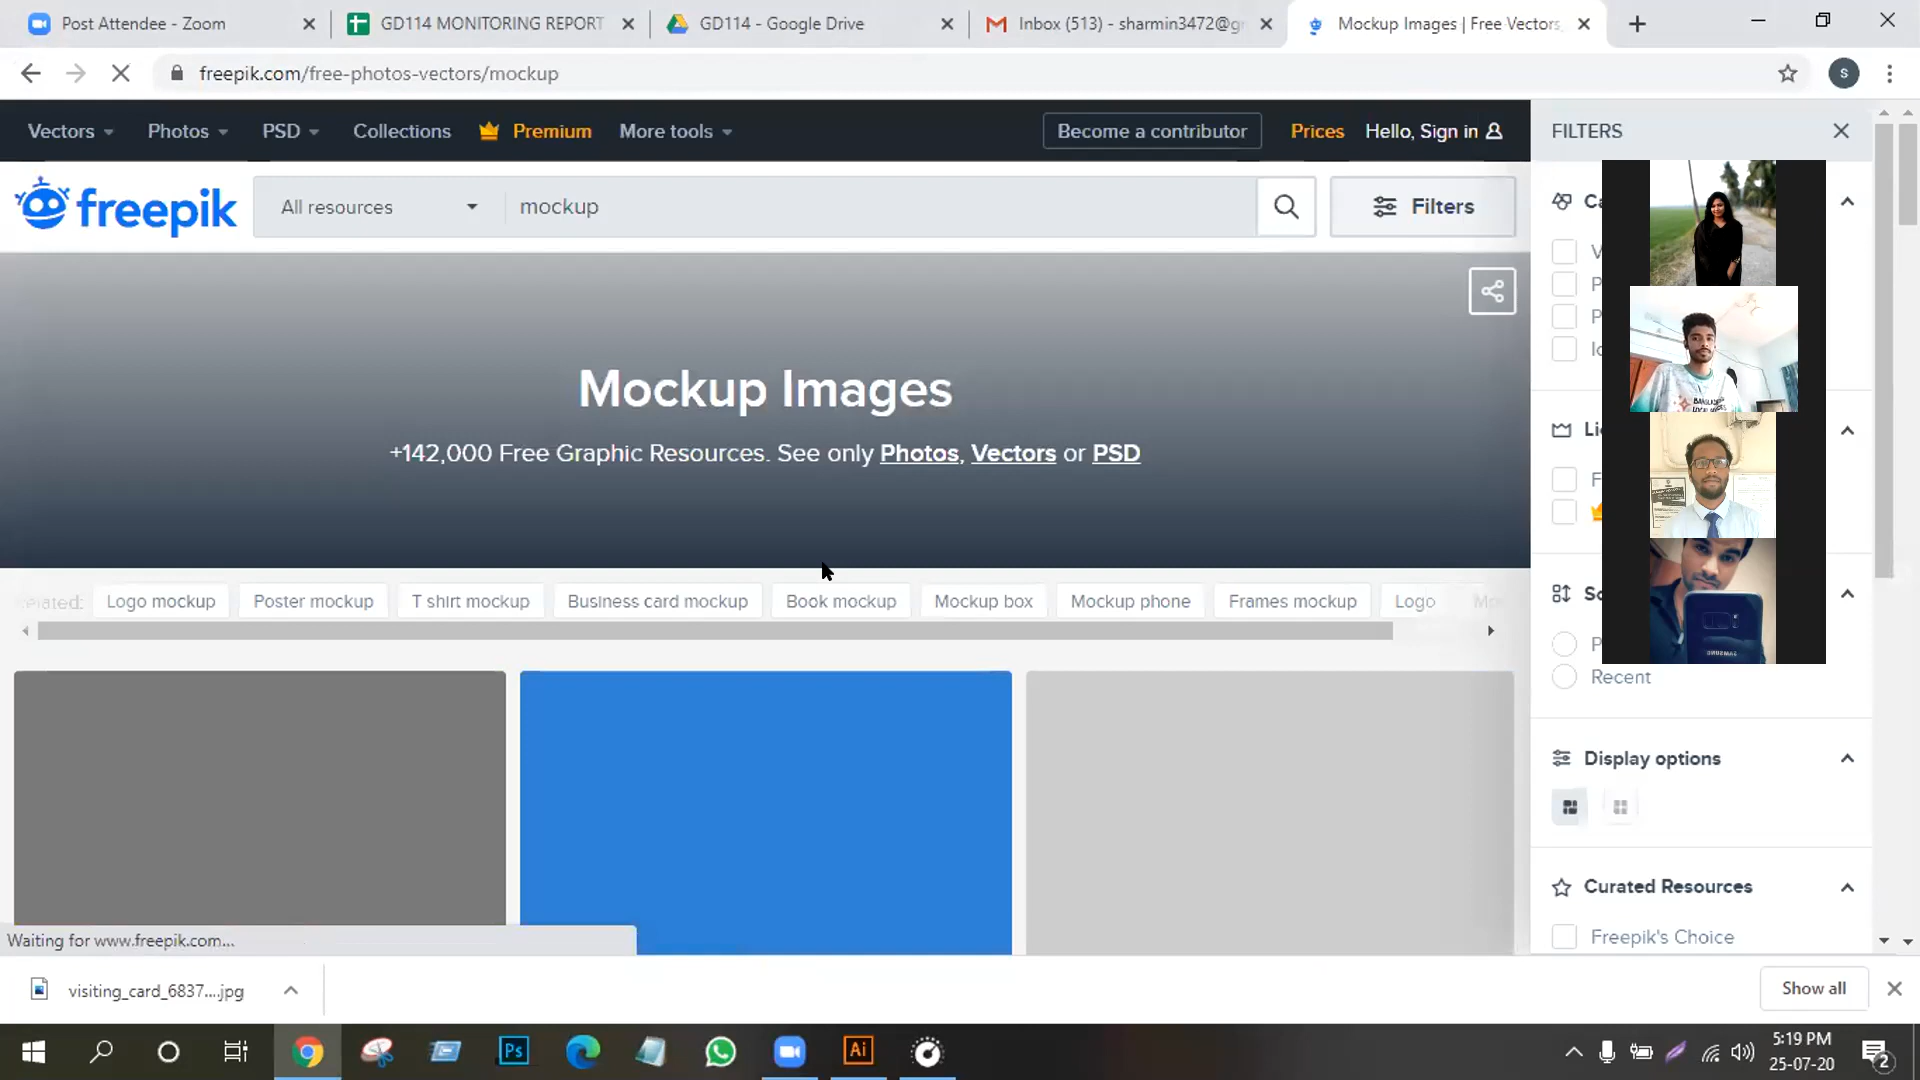 Post Attendee - Zoom
GD114 MONITORING REPORT
GD114 - Google Drive
Inbox (513) - sharmin3472@g
Mockup Images | Free Vectors,
freepik.com/free-photos-vectors/mockup
S
Vectors
Photos
PSD
Collections
Premium
More tools
Become a contributor
Prices
Hello, Sign in
FILTERS
freepik
All resources
mockup
Filters
Mockup Images
+142,000 Free Graphic Resources. See only Photos, Vectors or PSD
Logo mockup
Poster mockup
T shirt mockup
Business card mockup
Book mockup
Mockup box
Mockup phone
Frames mockup
Logo
Recent
Display options
Curated Resources
Freepik's Choice
Waiting for www.freepik.com...
visiting_card_6837....jpg
Show all
Ps
Ai
5:19 PM
25-07-20
2